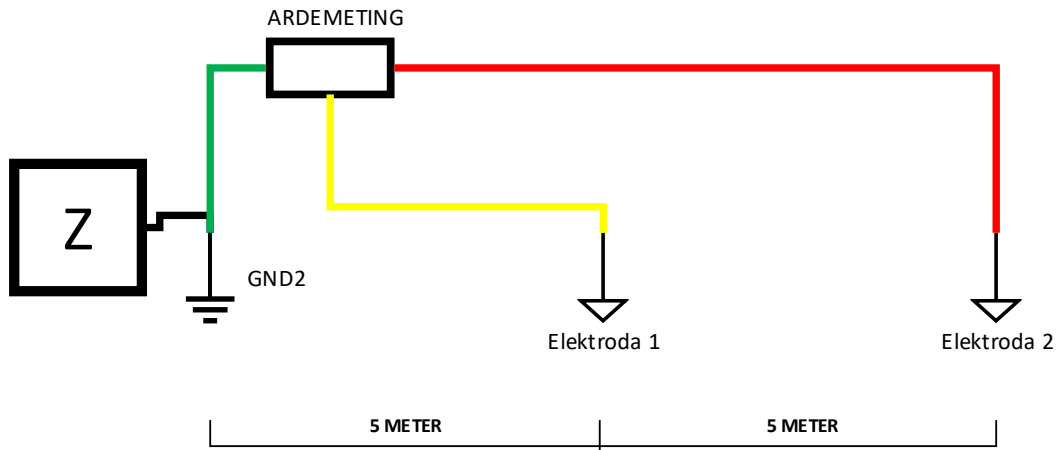 ARDEMETING
Z
GND2
Elektroda 1
Elektroda 2
5 METER
5 METER